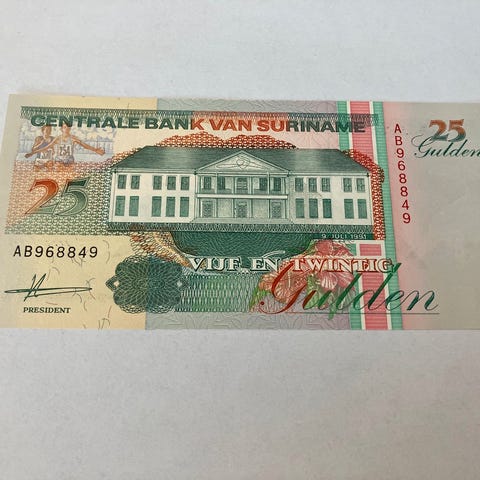 CENTRALE BANK VAN SURINAME
25
Gulden
AB968849
25
9 JULI 1991
AB968849
VIJF EN TWINTIG
Gulden
PRESIDENT